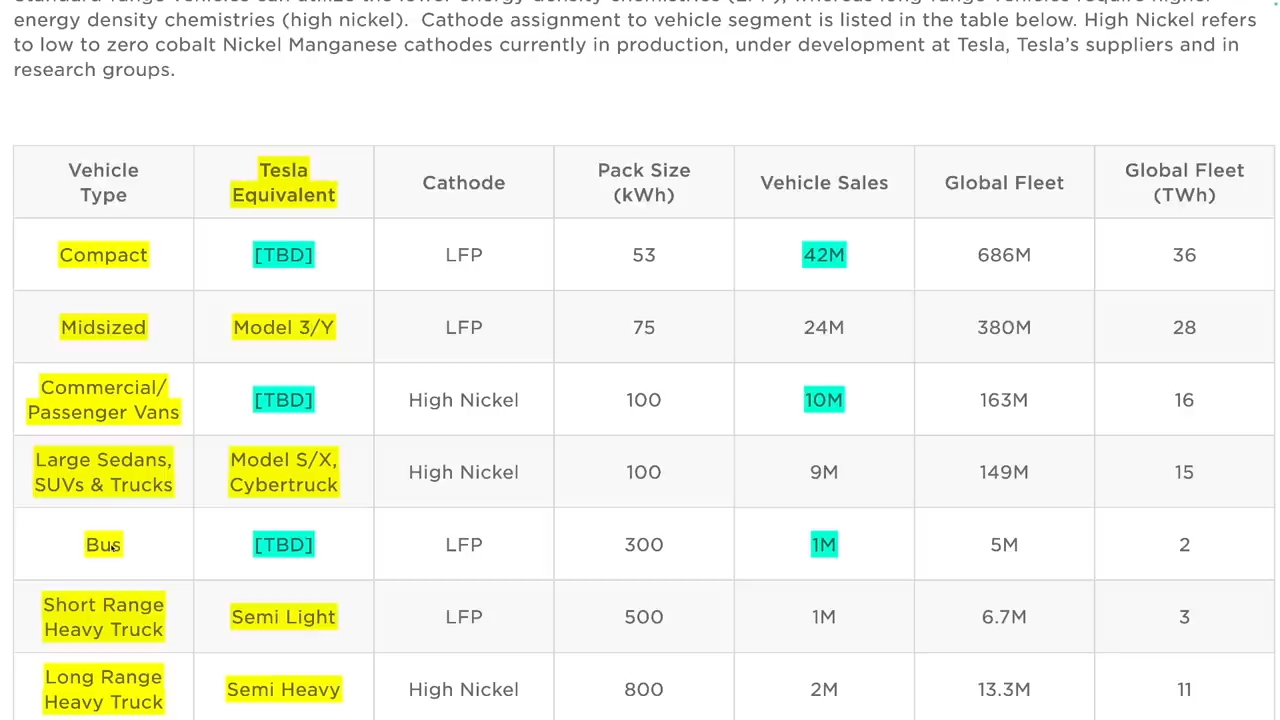 energy density chemistries (high nickel). Cathode assignment to vehicle segment is listed in the table below. High Nickel refers
to low to zero cobalt Nickel Manganese cathodes currently in production, under development at Tesla, Tesla's suppliers and in
research groups.
Vehicle Type
Tesla Equivalent
Cathode
Pack Size (kWh)
Vehicle Sales
Global Fleet
Global Fleet (TWh)
Compact
[TBD]
LFP
53
42M
686M
36
Midsized
Model 3/Y
LFP
75
24M
380M
28
Commercial/
Passenger Vans
[TBD]
High Nickel
100
10M
163M
16
Large Sedans,
SUVs & Trucks
Model S/X,
Cybertruck
High Nickel
100
9M
149M
15
Bus
[TBD]
LFP
300
1M
5M
2
Short Range
Heavy Truck
Semi Light
LFP
500
1M
6.7M
3
Long Range
Heavy Truck
Semi Heavy
High Nickel
800
2M
13.3M
11